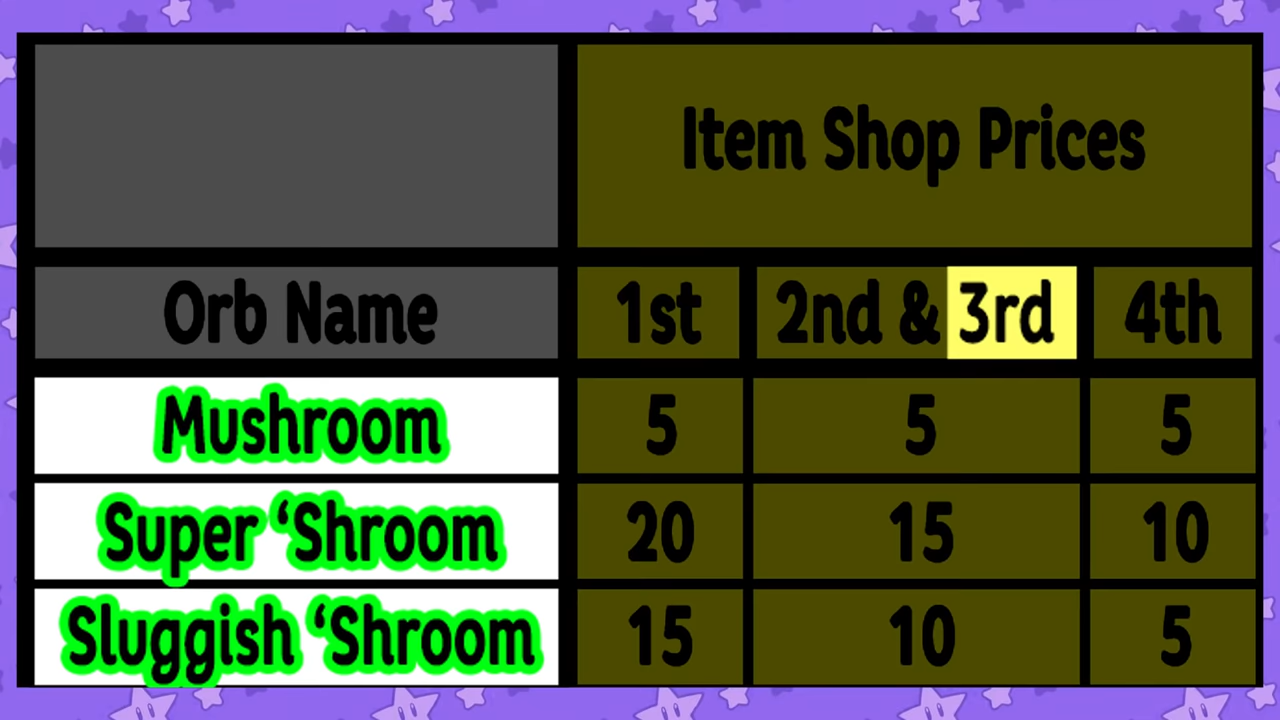 Item Shop Prices
Orb Name 1st 2nd & 3rd 4th
Mushroom 5 5 5
Super ‘Shroom 20 15 10
Sluggish ‘Shroom 15 10 5